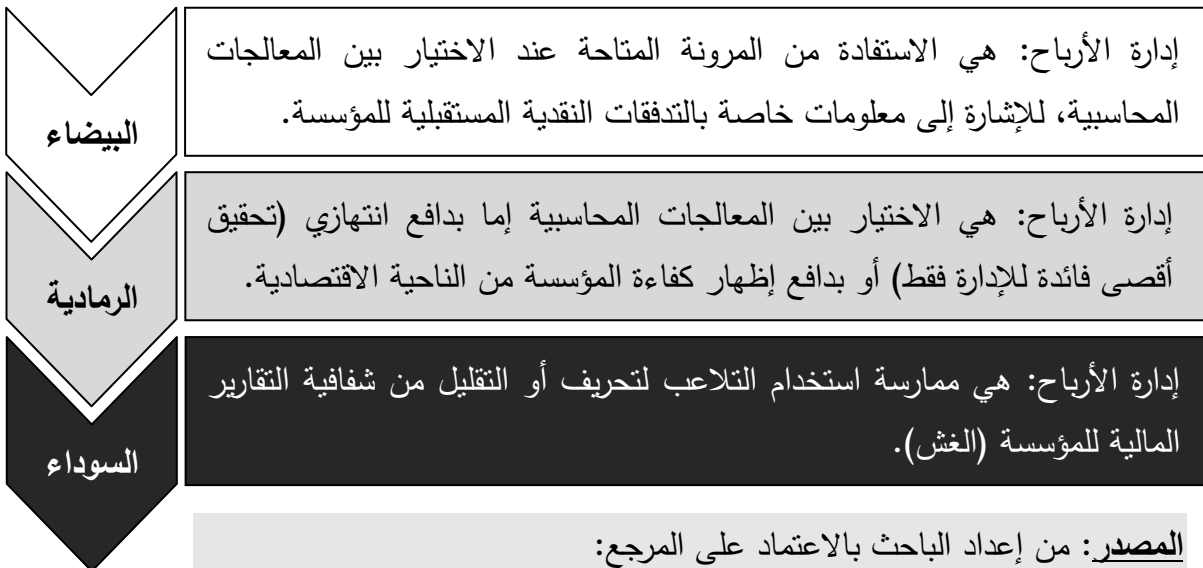 إدارة الأرباح: هي الاستفادة من المرونة المتاحة عند الاختيار بين المعالجات
المحاسبية، للإشارة إلى معلومات خاصة بالتدفقات النقدية المستقبلية للمؤسسة.
البيضاء
إدارة الأرباح: هي الاختيار بين المعالجات المحاسبية إما بدافع انتهازي (تحقيق
أقصى فائدة للإدارة فقط) أو بدافع إظهار كفاءة المؤسسة من الناحية الاقتصادية.
الرمادية
إدارة الأرباح: هي ممارسة استخدام التلاعب لتحريف أو التقليل من شفافية التقارير
المالية للمؤسسة (الغش).
السوداء
المصدر: من إعداد الباحث بالاعتماد على المرجع: